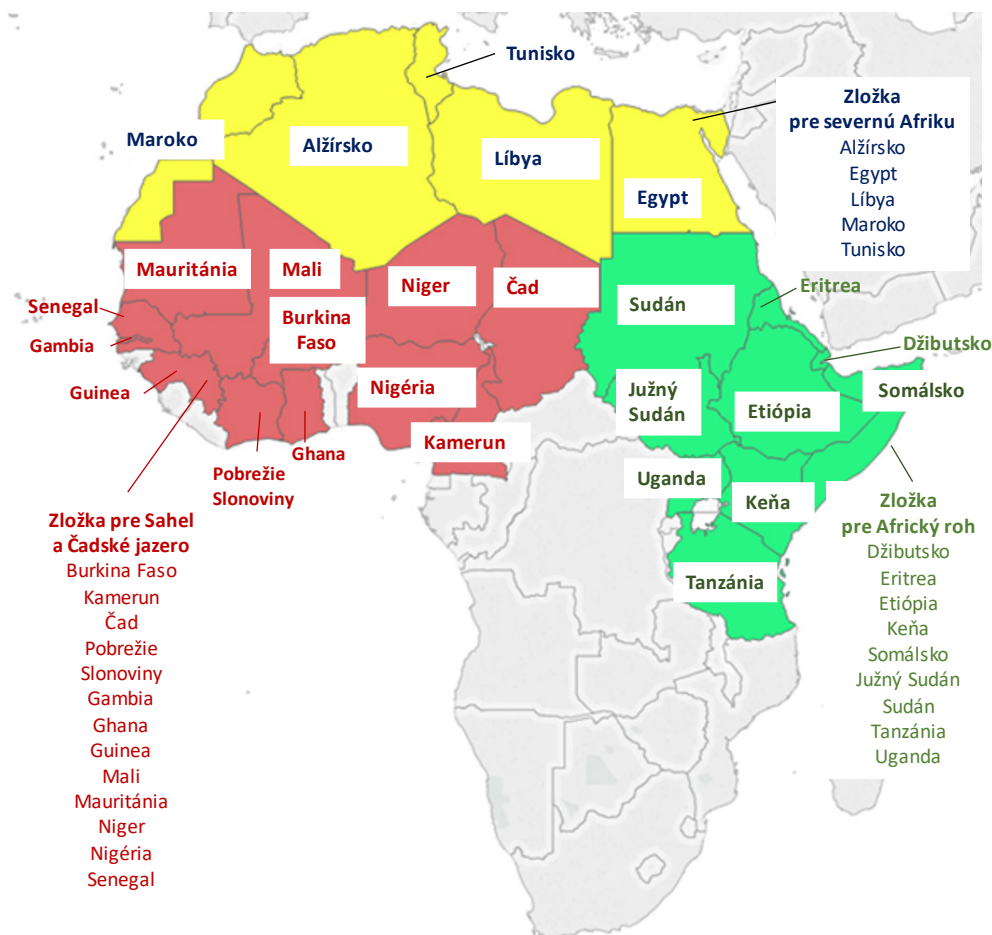 Tunisko
Maroko
Alžírsko
Líbya
Egypt
Zložka
pre severnú Afriku
Alžírsko
Egypt
Líbya
Maroko
Tunisko
Mauritánia
Mali
Niger
Čad
Sudán
Eritrea
Senegal
Burkina
Faso
Gambia
Džibutsko
Guinea
Nigéria
Južný
Sudán
Etiópia
Somálsko
Ghana
Kamerun
Pobrežie
Slonoviny
Uganda
Keňa
Tanzánia
Zložka pre Sahel
a Čadské jazero
Burkina Faso
Kamerun
Čad
Pobrežie
Slonoviny
Gambia
Ghana
Guinea
Mali
Mauritánia
Niger
Nigéria
Senegal
Zložka
pre Africký roh
Džibutsko
Eritrea
Etiópia
Keňa
Somálsko
Južný Sudán
Sudán
Tanzánia
Uganda